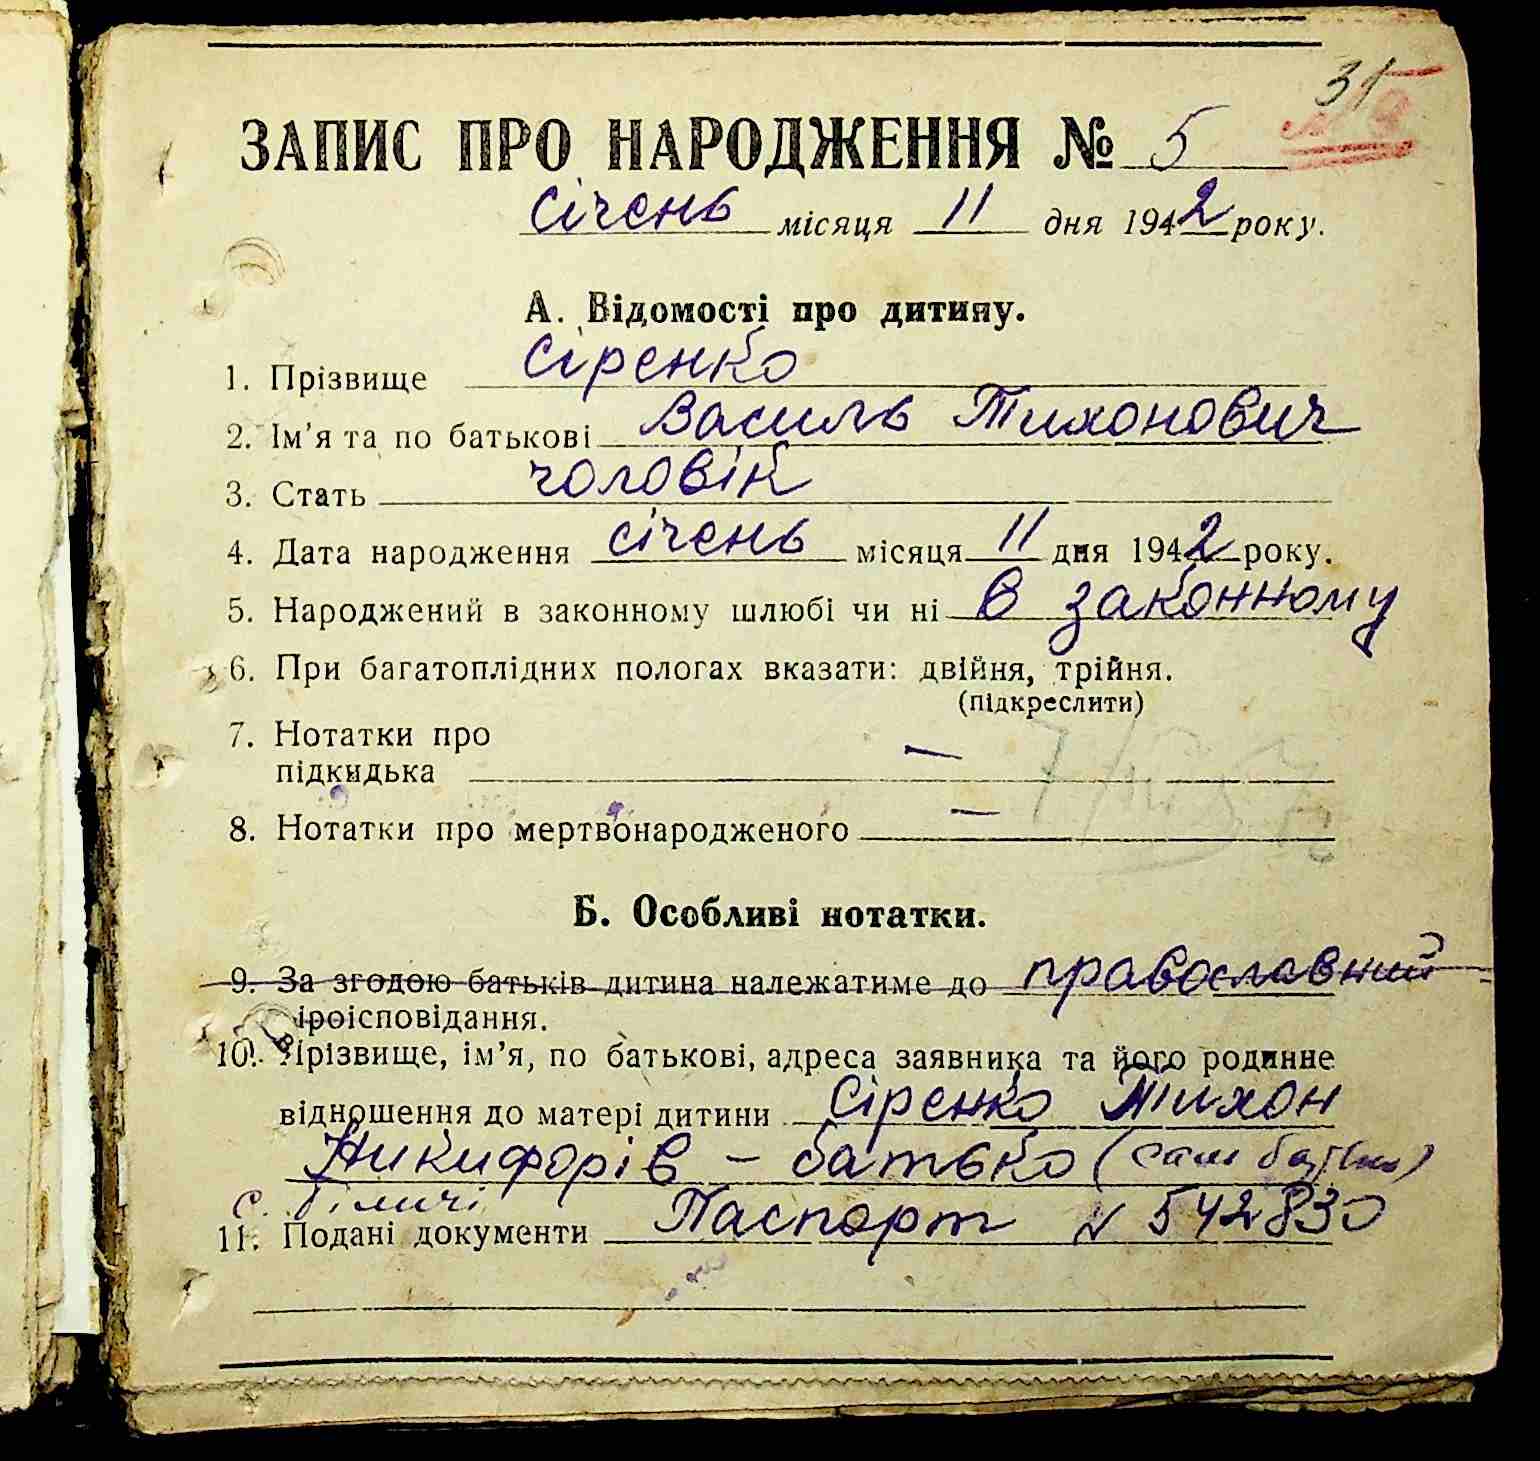 31
ЗАПИС ПРО НАРОДЖЕННЯ № 5
січень місяця 11 дня 1942 року.
А. Відомості про дитину.
1. Прізвище Сіренко
2. Ім'я та по батькові Василь Тихонович
3. Стать чоловік
4. Дата народження січень місяця 11 дня 1942 року.
5. Народжений в законному шлюбі чи ні в законному
6. При багатоплідних пологах вказати: двійня, трійня.
(підкреслити)
7. Нотатки про
підкидька —
8. Нотатки про мертвонародженого —
Б. Особливі нотатки.
9. За згодою батьків дитина належатиме до православний
віроісповідання.
10. Прізвище, ім'я, по батькові, адреса заявника та його родинне
відношення до матері дитини Сіренко Тихон
Никифорів – батько (сам батько)
с. Біличі
11. Подані документи Паспорт № 542830